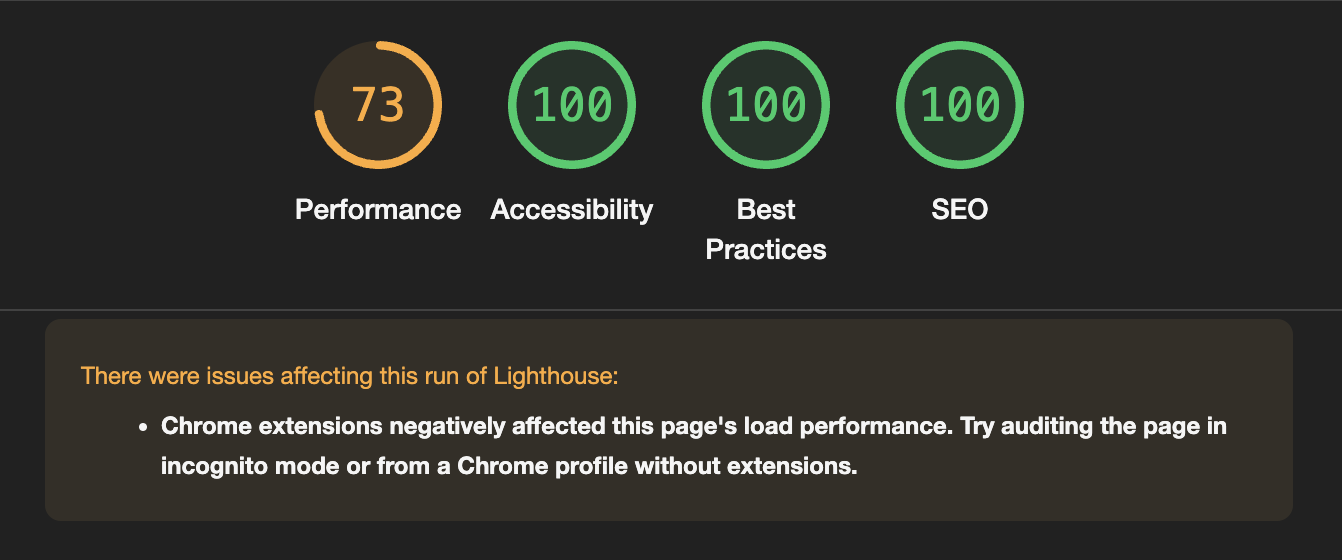 73 100 100 100
Performance Accessibility Best Practices SEO
There were issues affecting this run of Lighthouse:
• Chrome extensions negatively affected this page's load performance. Try auditing the page in
incognito mode or from a Chrome profile without extensions.